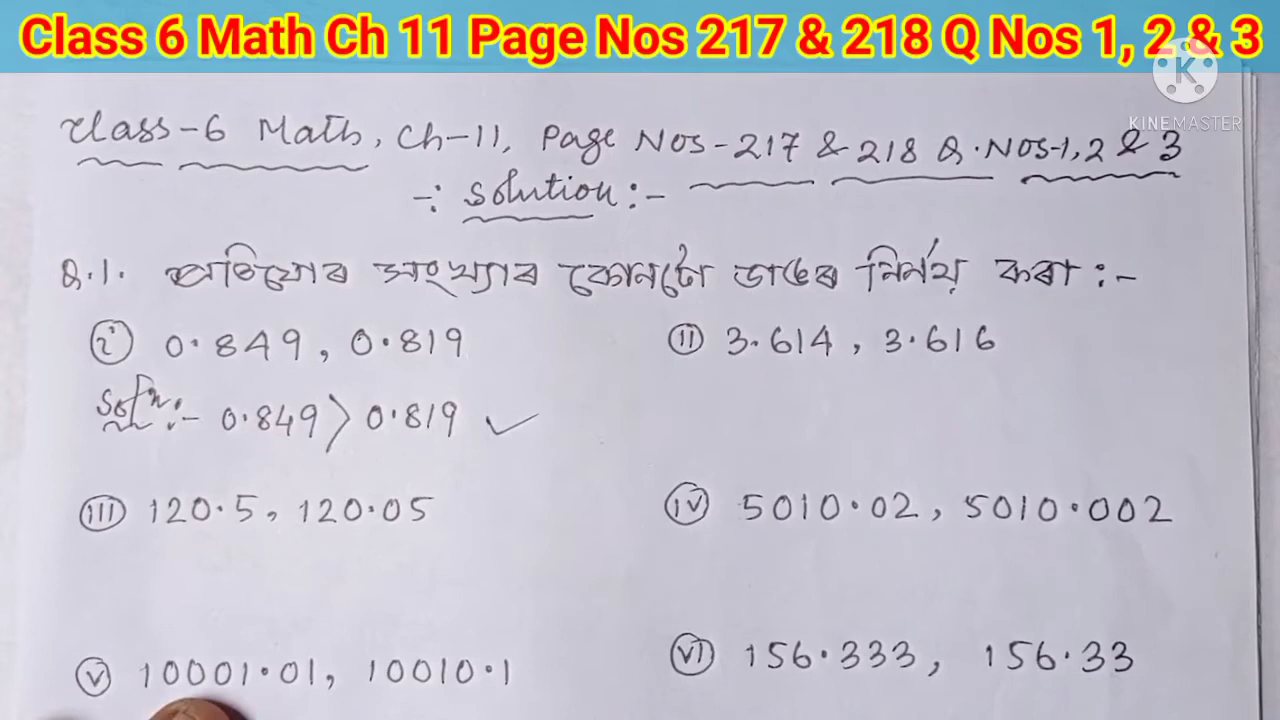 Class 6 Math Ch 11 Page Nos 217 & 218 Q Nos 1, 2 & 3
KINEMASTER
Class-6 Math, Ch-11, Page Nos-217 & 218 Q. Nos-1, 2 & 3
-: Solution:-
Q.1. প্ৰতিযোৰ সংখ্যাৰ কোনটো ডাঙৰ নিৰ্ণয় কৰা :-
(i) 0.849, 0.819 (ii) 3.614, 3.616
Soln:- 0.849 > 0.819 ✓
(iii) 120.5, 120.05 (iv) 5010.02, 5010.002
(v) 10001.01, 10010.1 (vi) 156.333, 156.33